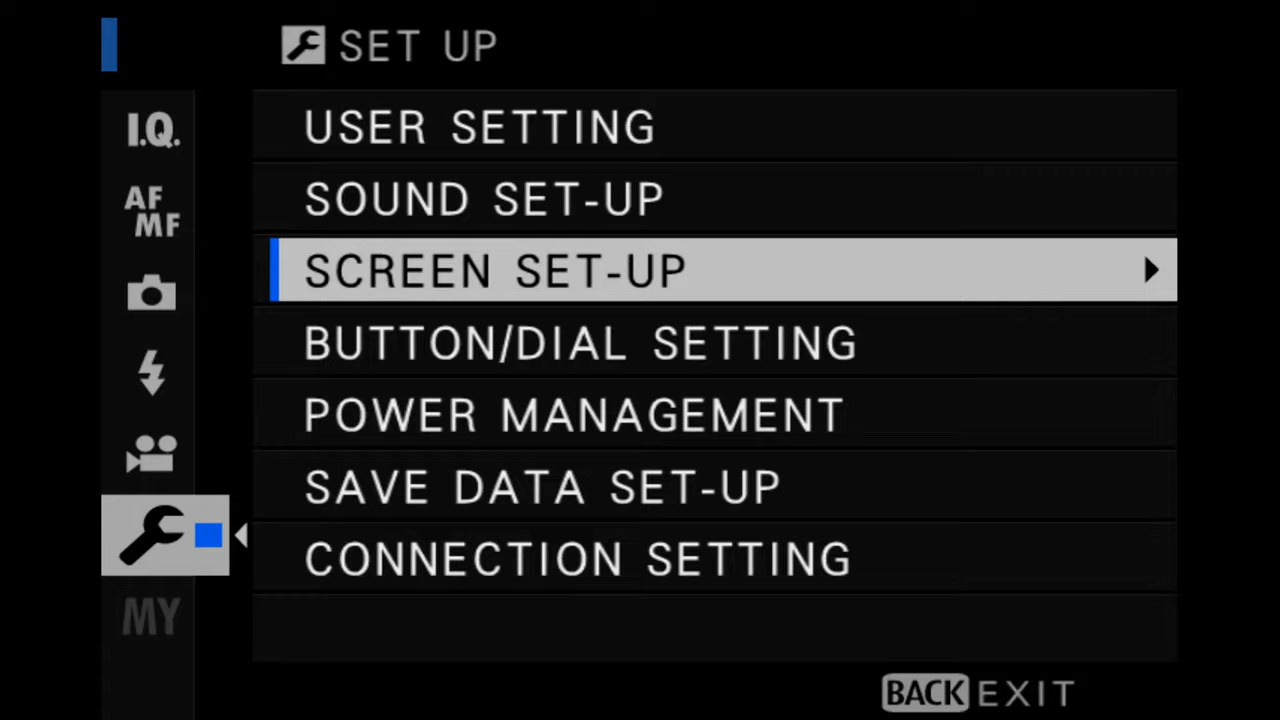 SET UP
I.Q.
AF
MF
MY
USER SETTING
SOUND SET-UP
SCREEN SET-UP
BUTTON/DIAL SETTING
POWER MANAGEMENT
SAVE DATA SET-UP
CONNECTION SETTING
BACK EXIT